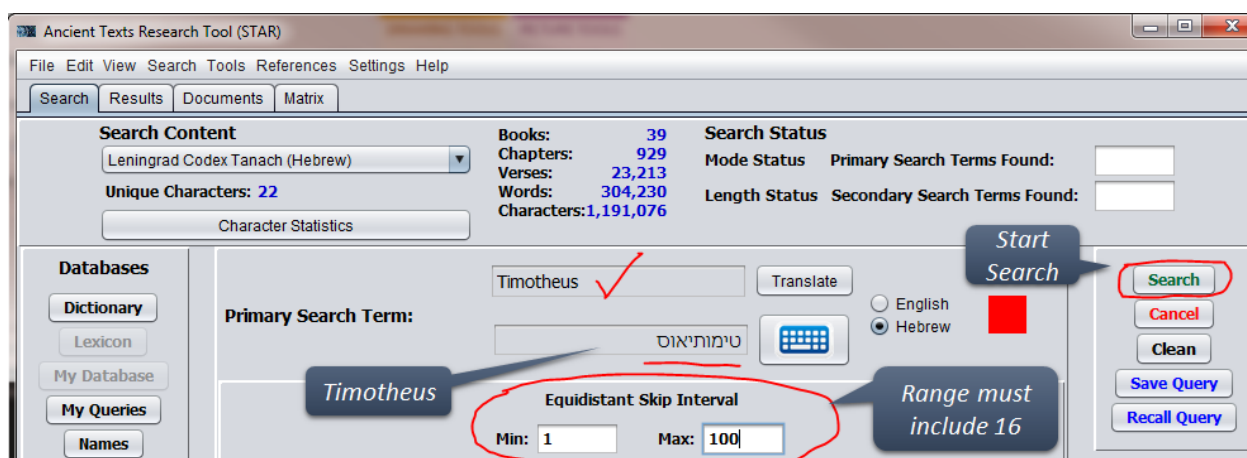 Ancient Texts Research Tool (STAR)
File Edit View Search Tools References Settings Help
Search Results Documents Matrix
Search Content
Leningrad Codex Tanach (Hebrew)
Unique Characters: 22
Character Statistics
Books: 39
Chapters: 929
Verses: 23,213
Words: 304,230
Characters:1,191,076
Search Status
Mode Status Primary Search Terms Found:
Length Status Secondary Search Terms Found:
Databases
Dictionary
Lexicon
My Database
My Queries
Names
Primary Search Term:
Timotheus
Translate
טימותיאוס
English
Hebrew
Timotheus
Equidistant Skip Interval
Min: 1 Max: 100
Range must
include 16
Start
Search
Search
Cancel
Clean
Save Query
Recall Query